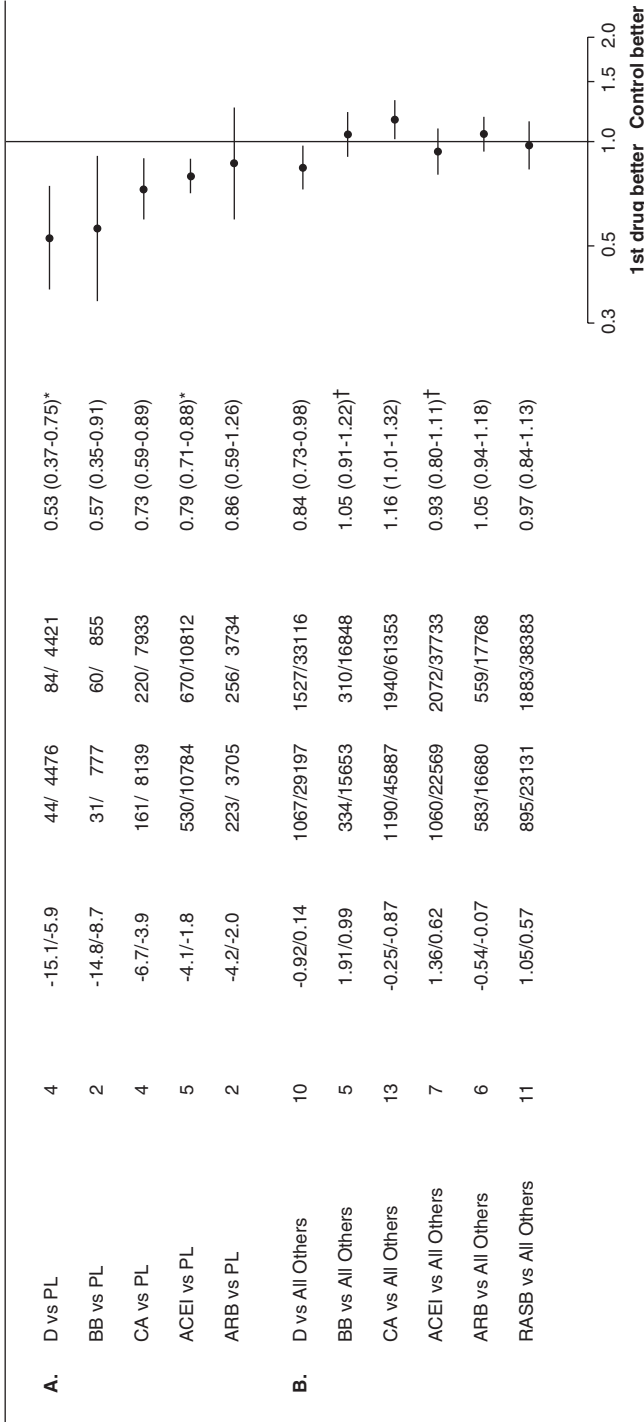 A. D vs PL 4 -15.1/-5.9 44/ 4476 84/ 4421 0.53 (0.37-0.75)*
BB vs PL 2 -14.8/-8.7 31/ 777 60/ 855 0.57 (0.35-0.91)
CA vs PL 4 -6.7/-3.9 161/ 8139 220/ 7933 0.73 (0.59-0.89)
ACEI vs PL 5 -4.1/-1.8 530/10784 670/10812 0.79 (0.71-0.88)*
ARB vs PL 2 -4.2/-2.0 223/ 3705 256/ 3734 0.86 (0.59-1.26)
B. D vs All Others 10 -0.92/0.14 1067/29197 1527/33116 0.84 (0.73-0.98)
BB vs All Others 5 1.91/0.99 334/15653 310/16848 1.05 (0.91-1.22)†
CA vs All Others 13 -0.25/-0.87 1190/45887 1940/61353 1.16 (1.01-1.32)
ACEI vs All Others 7 1.36/0.62 1060/22569 2072/37733 0.93 (0.80-1.11)†
ARB vs All Others 6 -0.54/-0.07 583/16680 559/17768 1.05 (0.94-1.18)
RASB vs All Others 11 1.05/0.57 895/23131 1883/38383 0.97 (0.84-1.13)
0.3 0.5 1.0 1.5 2.0
1st drug better Control better